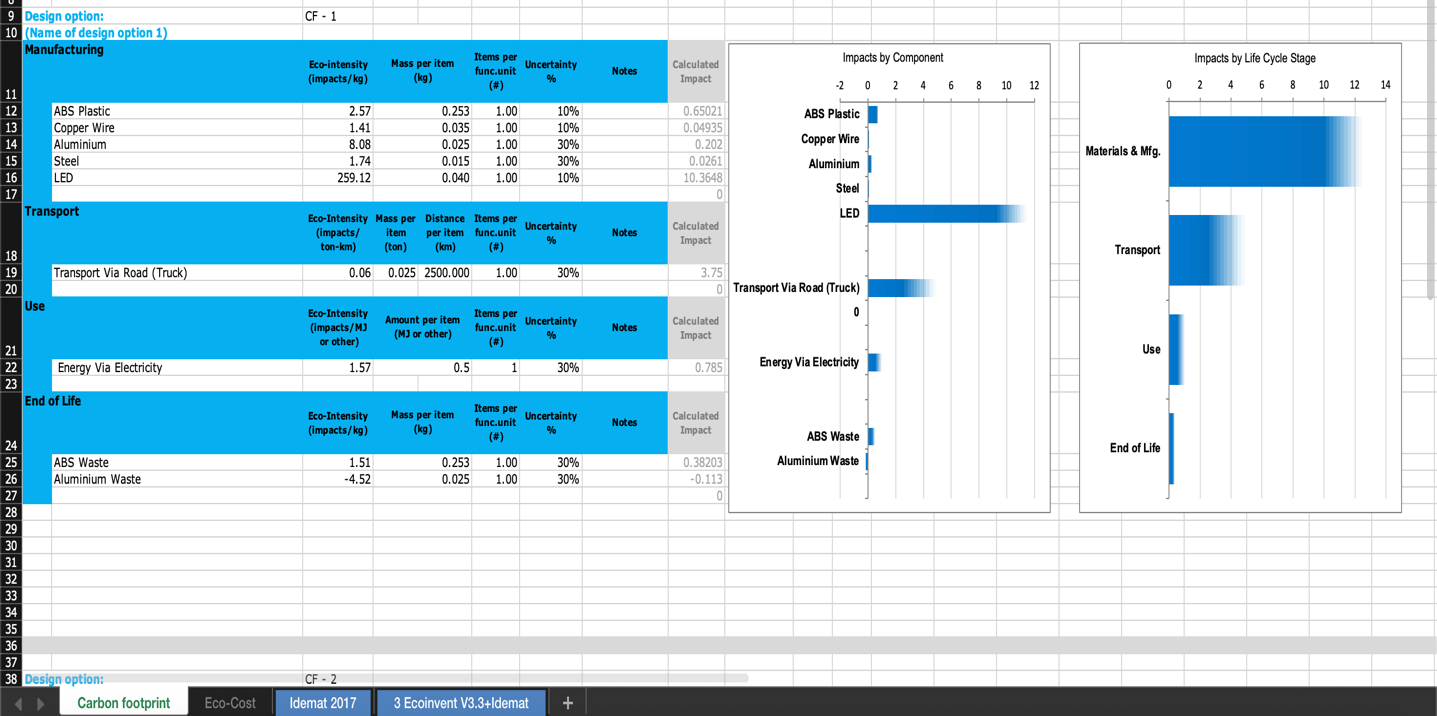 8
9 Design option: CF - 1
10 (Name of design option 1)
11 Manufacturing Eco-intensity (impacts/kg) Mass per item (kg) Items per func.unit (#) Uncertainty % Notes Calculated Impact
12 ABS Plastic 2.57 0.253 1.00 10% 0.65021
13 Copper Wire 1.41 0.035 1.00 10% 0.04935
14 Aluminium 8.08 0.025 1.00 30% 0.202
15 Steel 1.74 0.015 1.00 30% 0.0261
16 LED 259.12 0.040 1.00 10% 10.3648
17 0
18 Transport Eco-Intensity (impacts/ ton-km) Mass per item (ton) Distance per item (km) Items per func.unit (#) Uncertainty % Notes Calculated Impact
19 Transport Via Road (Truck) 0.06 0.025 2500.000 1.00 30% 3.75
20 0
21 Use Eco-Intensity (impacts/MJ or other) Amount per item (MJ or other) Items per func.unit (#) Uncertainty % Notes Calculated Impact
22 Energy Via Electricity 1.57 0.5 1 30% 0.785
23
24 End of Life Eco-Intensity (impacts/kg) Mass per item (kg) Items per func.unit (#) Uncertainty % Notes Calculated Impact
25 ABS Waste 1.51 0.253 1.00 30% 0.38203
26 Aluminium Waste -4.52 0.025 1.00 30% -0.113
27 0
28
29
30
31
32
33
34
35
36
37
38 Design option: CF - 2
Impacts by Component
-2 0 2 4 6 8 10 12
ABS Plastic
Copper Wire
Aluminium
Steel
LED
Transport Via Road (Truck)
0
Energy Via Electricity
ABS Waste
Aluminium Waste
Impacts by Life Cycle Stage
0 2 4 6 8 10 12 14
Materials & Mfg.
Transport
Use
End of Life
Carbon footprint Eco-Cost Idemat 2017 3 Ecoinvent V3.3+Idemat +